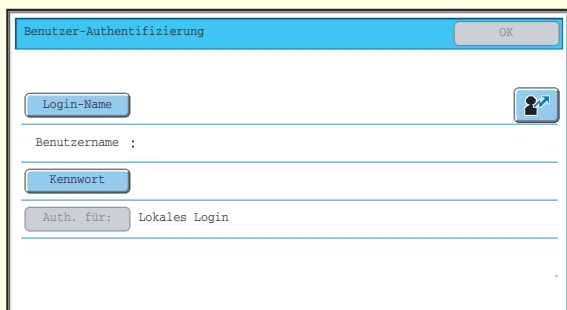 Benutzer-Authentifizierung OK
Login-Name
Benutzername :
Kennwort
Auth. für: Lokales Login